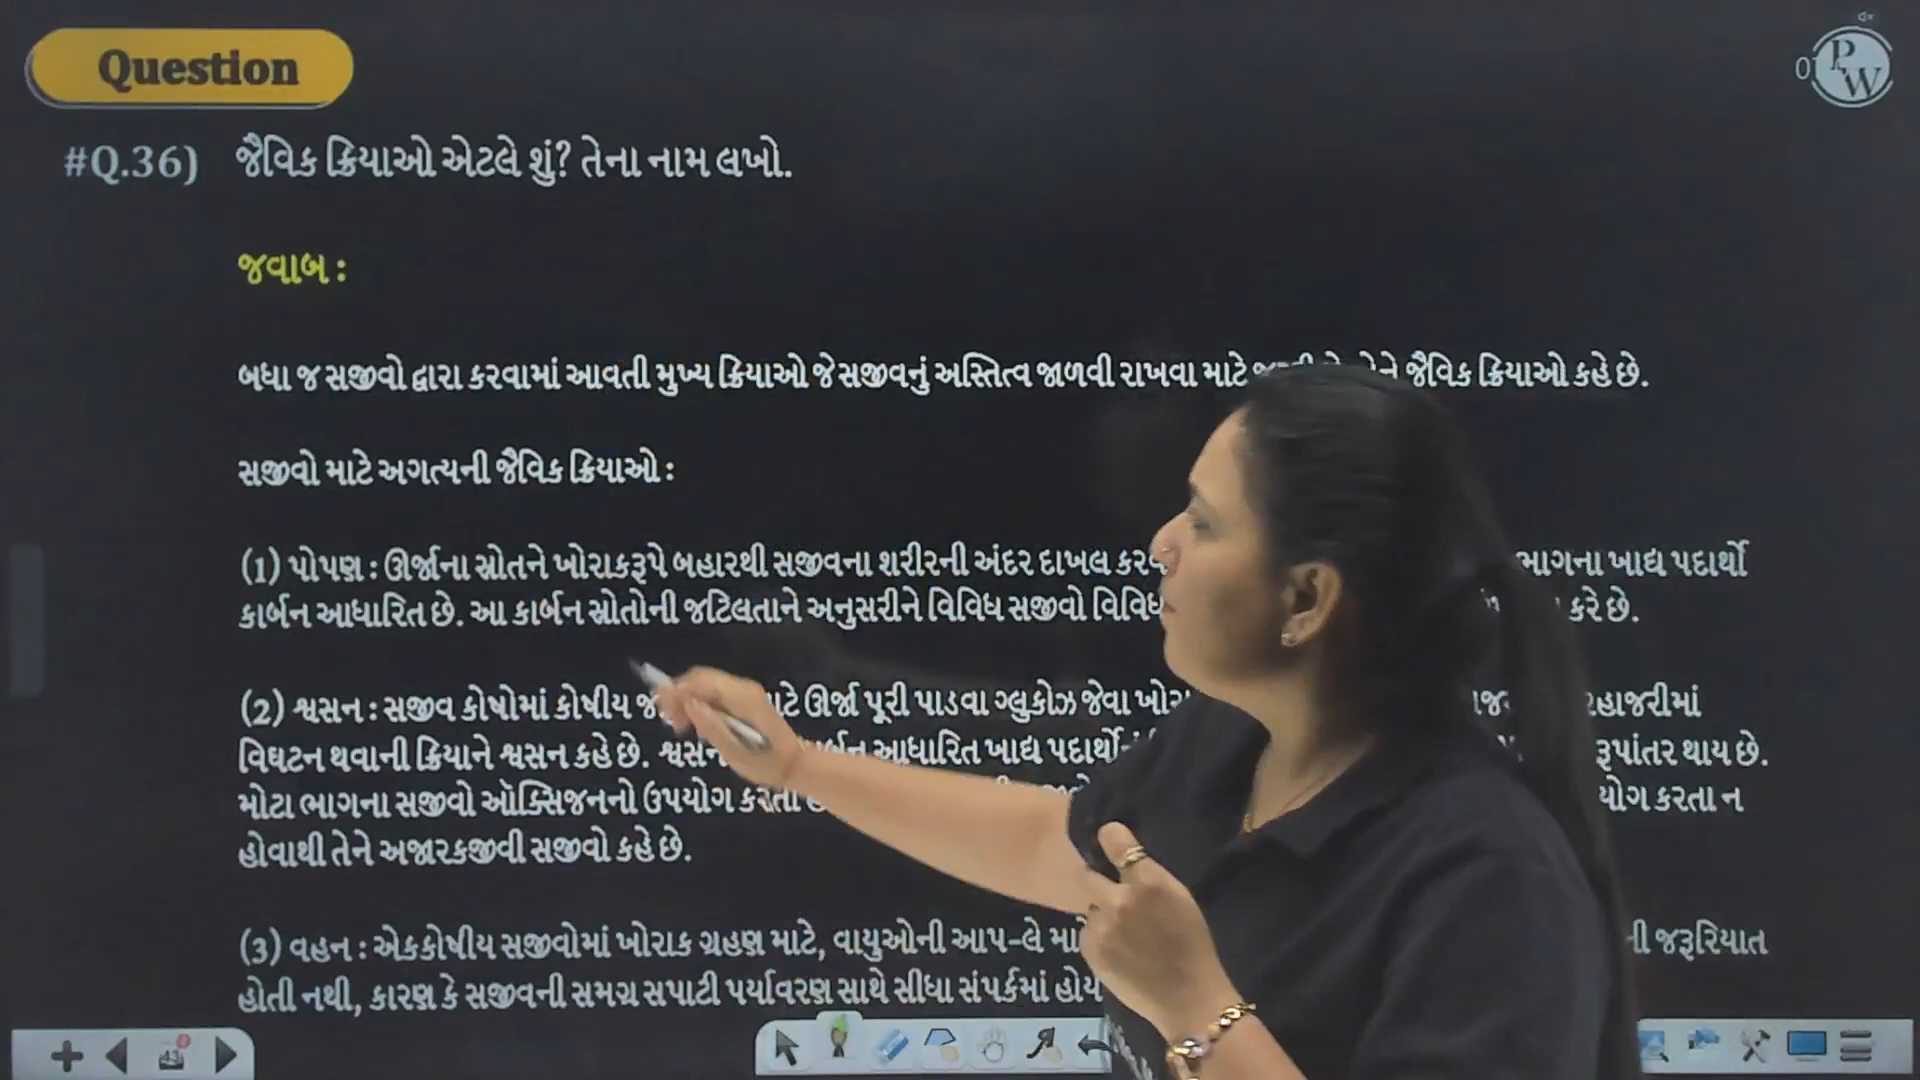 Question
PW
#Q.36) જૈવિક ક્રિયાઓ એટલે શું? તેના નામ લખો.
જવાબ :
બધા જ સજીવો દ્વારા કરવામાં આવતી મુખ્ય ક્રિયાઓ જે સજીવનું અસ્તિત્વ જાળવી રાખવા માટે જૈવિક ક્રિયાઓ કહે છે.
સજીવો માટે અગત્યની જૈવિક ક્રિયાઓ :
(1) પોષણ : ઊર્જાના સ્રોતને ખોરાકરૂપે બહારથી સજીવના શરીરની અંદર દાખલ ભાગના ખાદ્ય પદાર્થો
કાર્બન આધારિત છે. આ કાર્બન સ્રોતોની જટિલતાને અનુસરીને વિવિધ સજીવો વિવિધ કરે છે.
(2) શ્વસન : સજીવ કોષોમાં કોષીય ઊર્જા પૂરી પાડવા ગ્લુકોઝ જેવા
વિઘટન થવાની ક્રિયાને શ્વસન કહે છે. આધારિત ખાદ્ય રૂપાંતર થાય છે.
મોટા ભાગના સજીવો ઑક્સિજનનો ઉપયોગ કરતા ન
હોવાથી તેને અજારકજીવી સજીવો કહે છે.
(3) વહન : એકકોષીય સજીવોમાં ખોરાક ગ્રહણ માટે, વાયુઓની આપ-લે જરૂરિયાત
હોતી નથી, કારણ કે સજીવની સમગ્ર સપાટી પર્યાવરણ સાથે સીધા સંપર્કમાં હોય
43